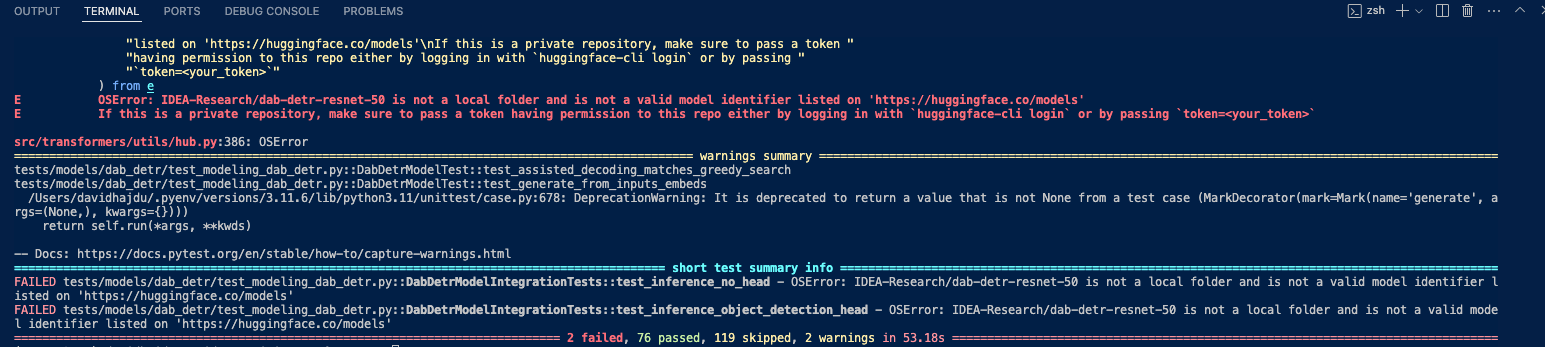 OUTPUT TERMINAL PORTS DEBUG CONSOLE PROBLEMS zsh
"listed on 'https://huggingface.co/models'\nIf this is a private repository, make sure to pass a token "
"having permission to this repo either by logging in with `huggingface-cli login` or by passing "
"`token=<your_token>`"
) from e
E OSError: IDEA-Research/dab-detr-resnet-50 is not a local folder and is not a valid model identifier listed on 'https://huggingface.co/models'
E If this is a private repository, make sure to pass a token having permission to this repo either by logging in with `huggingface-cli login` or by passing `token=<your_token>`
src/transformers/utils/hub.py:386: OSError
warnings summary
tests/models/dab_detr/test_modeling_dab_detr.py::DabDetrModelTest::test_assisted_decoding_matches_greedy_search
tests/models/dab_detr/test_modeling_dab_detr.py::DabDetrModelTest::test_generate_from_inputs_embeds
/Users/davidhajdu/.pyenv/versions/3.11.6/lib/python3.11/unittest/case.py:678: DeprecationWarning: It is deprecated to return a value that is not None from a test case (MarkDecorator(mark=Mark(name='generate', a
rgs=(None,), kwargs={})))
return self.run(*args, **kwds)
-- Docs: https://docs.pytest.org/en/stable/how-to/capture-warnings.html
short test summary info
FAILED tests/models/dab_detr/test_modeling_dab_detr.py::DabDetrModelIntegrationTests::test_inference_no_head - OSError: IDEA-Research/dab-detr-resnet-50 is not a local folder and is not a valid model identifier l
isted on 'https://huggingface.co/models'
FAILED tests/models/dab_detr/test_modeling_dab_detr.py::DabDetrModelIntegrationTests::test_inference_object_detection_head - OSError: IDEA-Research/dab-detr-resnet-50 is not a local folder and is not a valid mode
l identifier listed on 'https://huggingface.co/models'
2 failed, 76 passed, 119 skipped, 2 warnings in 53.18s